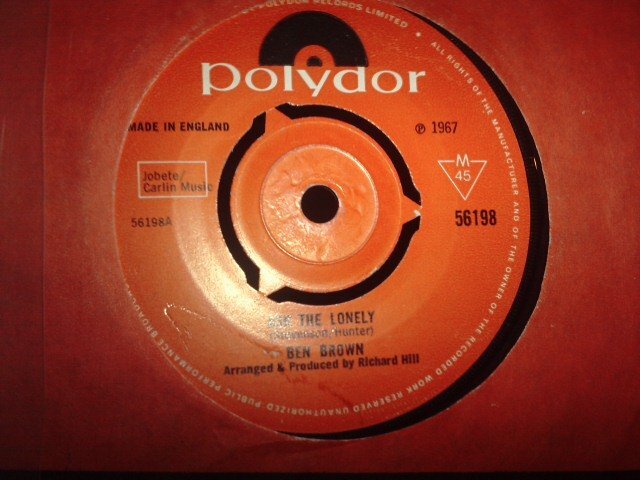 POLYDOR RECORDS LIMITED
ALL RIGHTS OF THE MANUFACTURER AND OF THE OWNER OF THE RECORDED WORK RESERVED UNAUTHORIZED PUBLIC PERFORMANCE
polydor
MADE IN ENGLAND
℗ 1967
Jobete/
Carlin Music
M
45
56198A
56198
THE LONELY
Hunter)
BEN BROWN
Arranged & Produced by Richard Hill